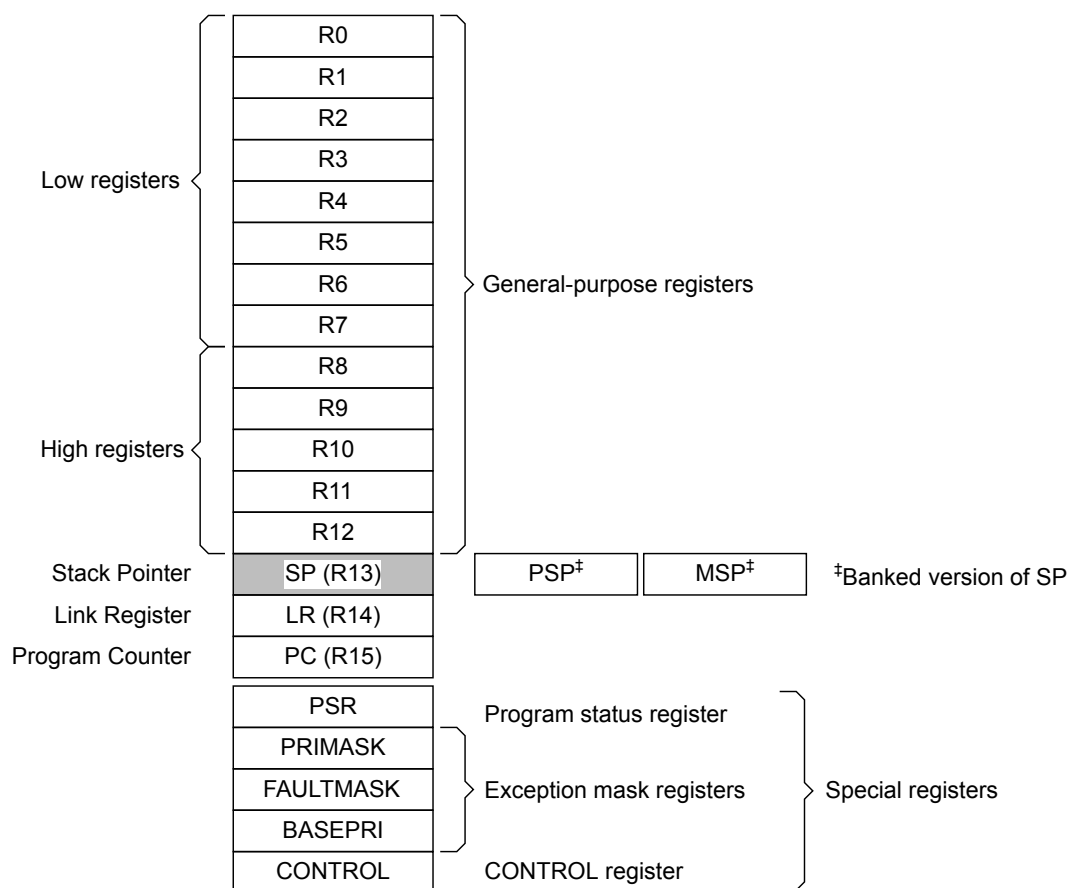 R0
R1
R2
R3
Low registers
R4
R5
R6
General-purpose registers
R7
R8
R9
High registers
R10
R11
R12
Stack Pointer SP (R13) PSP‡ MSP‡ ‡Banked version of SP
Link Register LR (R14)
Program Counter PC (R15)
PSR Program status register
PRIMASK
FAULTMASK Exception mask registers Special registers
BASEPRI
CONTROL CONTROL register